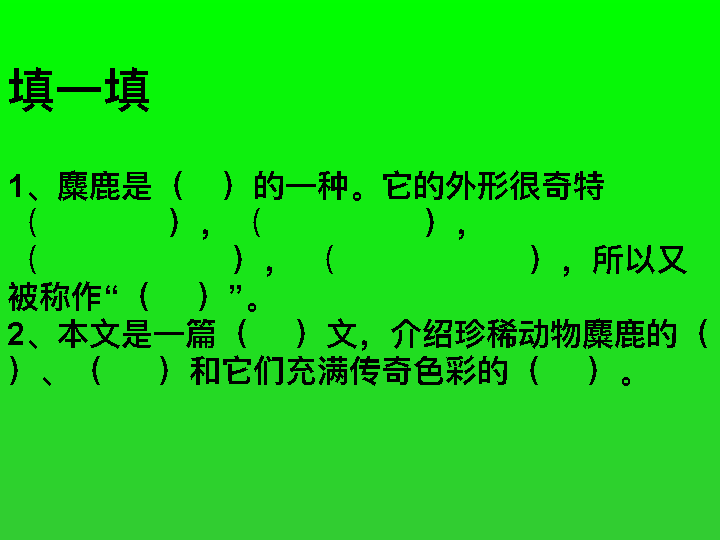 填一填
1、麋鹿是（　）的一种。它的外形很奇特
（　　　　），（　　　　　），
（　　　　　　），（　　　　　　），所以又
被称作“（　）”。
2、本文是一篇（　）文，介绍珍稀动物麋鹿的（
）、（　）和它们充满传奇色彩的（　）。